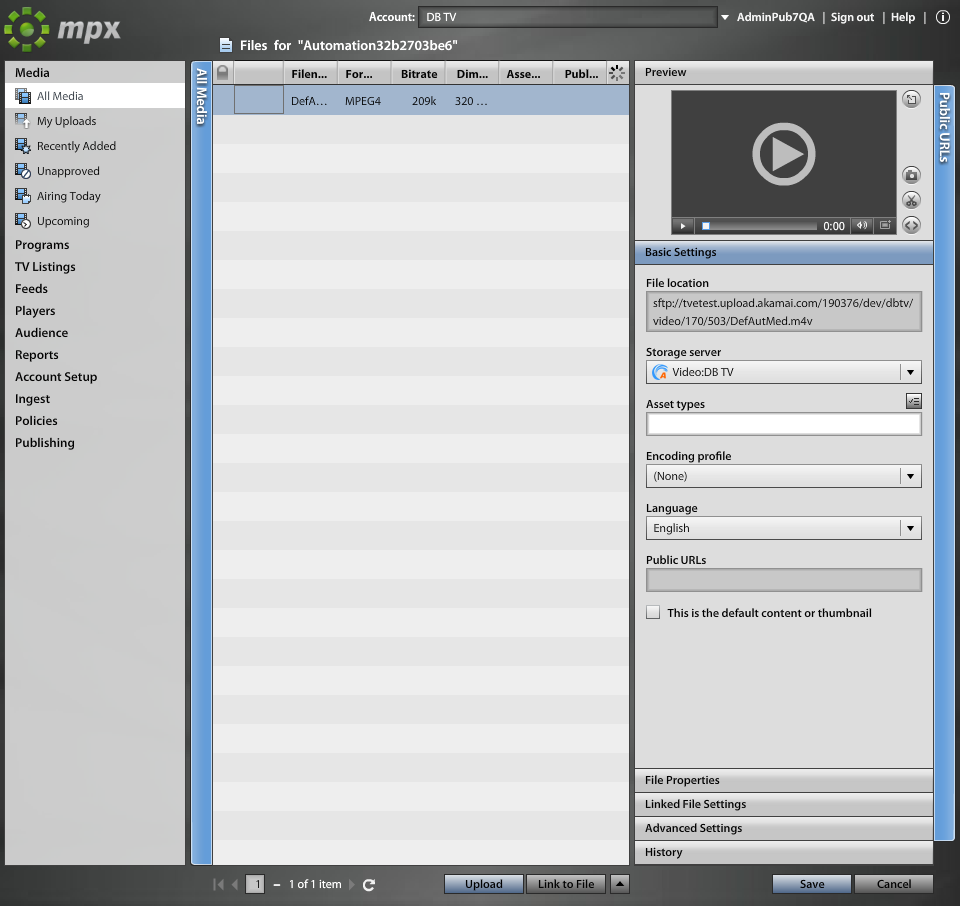 mpx
Account: DB TV AdminPub7QA | Sign out | Help |
Files for "Automation32b2703be6"
Media
All Media
My Uploads
Recently Added
Unapproved
Airing Today
Upcoming
Programs
TV Listings
Feeds
Players
Audience
Reports
Account Setup
Ingest
Policies
Publishing
All Media
Filen... For... Bitrate Dim... Asse... Publ...
DefA... MPEG4 209k 320 ...
Preview
0:00
Basic Settings
File location
sftp://tvetest.upload.akamai.com/190376/dev/dbtv/
video/170/503/DefAutMed.m4v
Storage server
Video:DB TV
Asset types
Encoding profile
(None)
Language
English
Public URLs
This is the default content or thumbnail
File Properties
Linked File Settings
Advanced Settings
History
Public URLs
1 – 1 of 1 item
Upload Link to File
Save Cancel